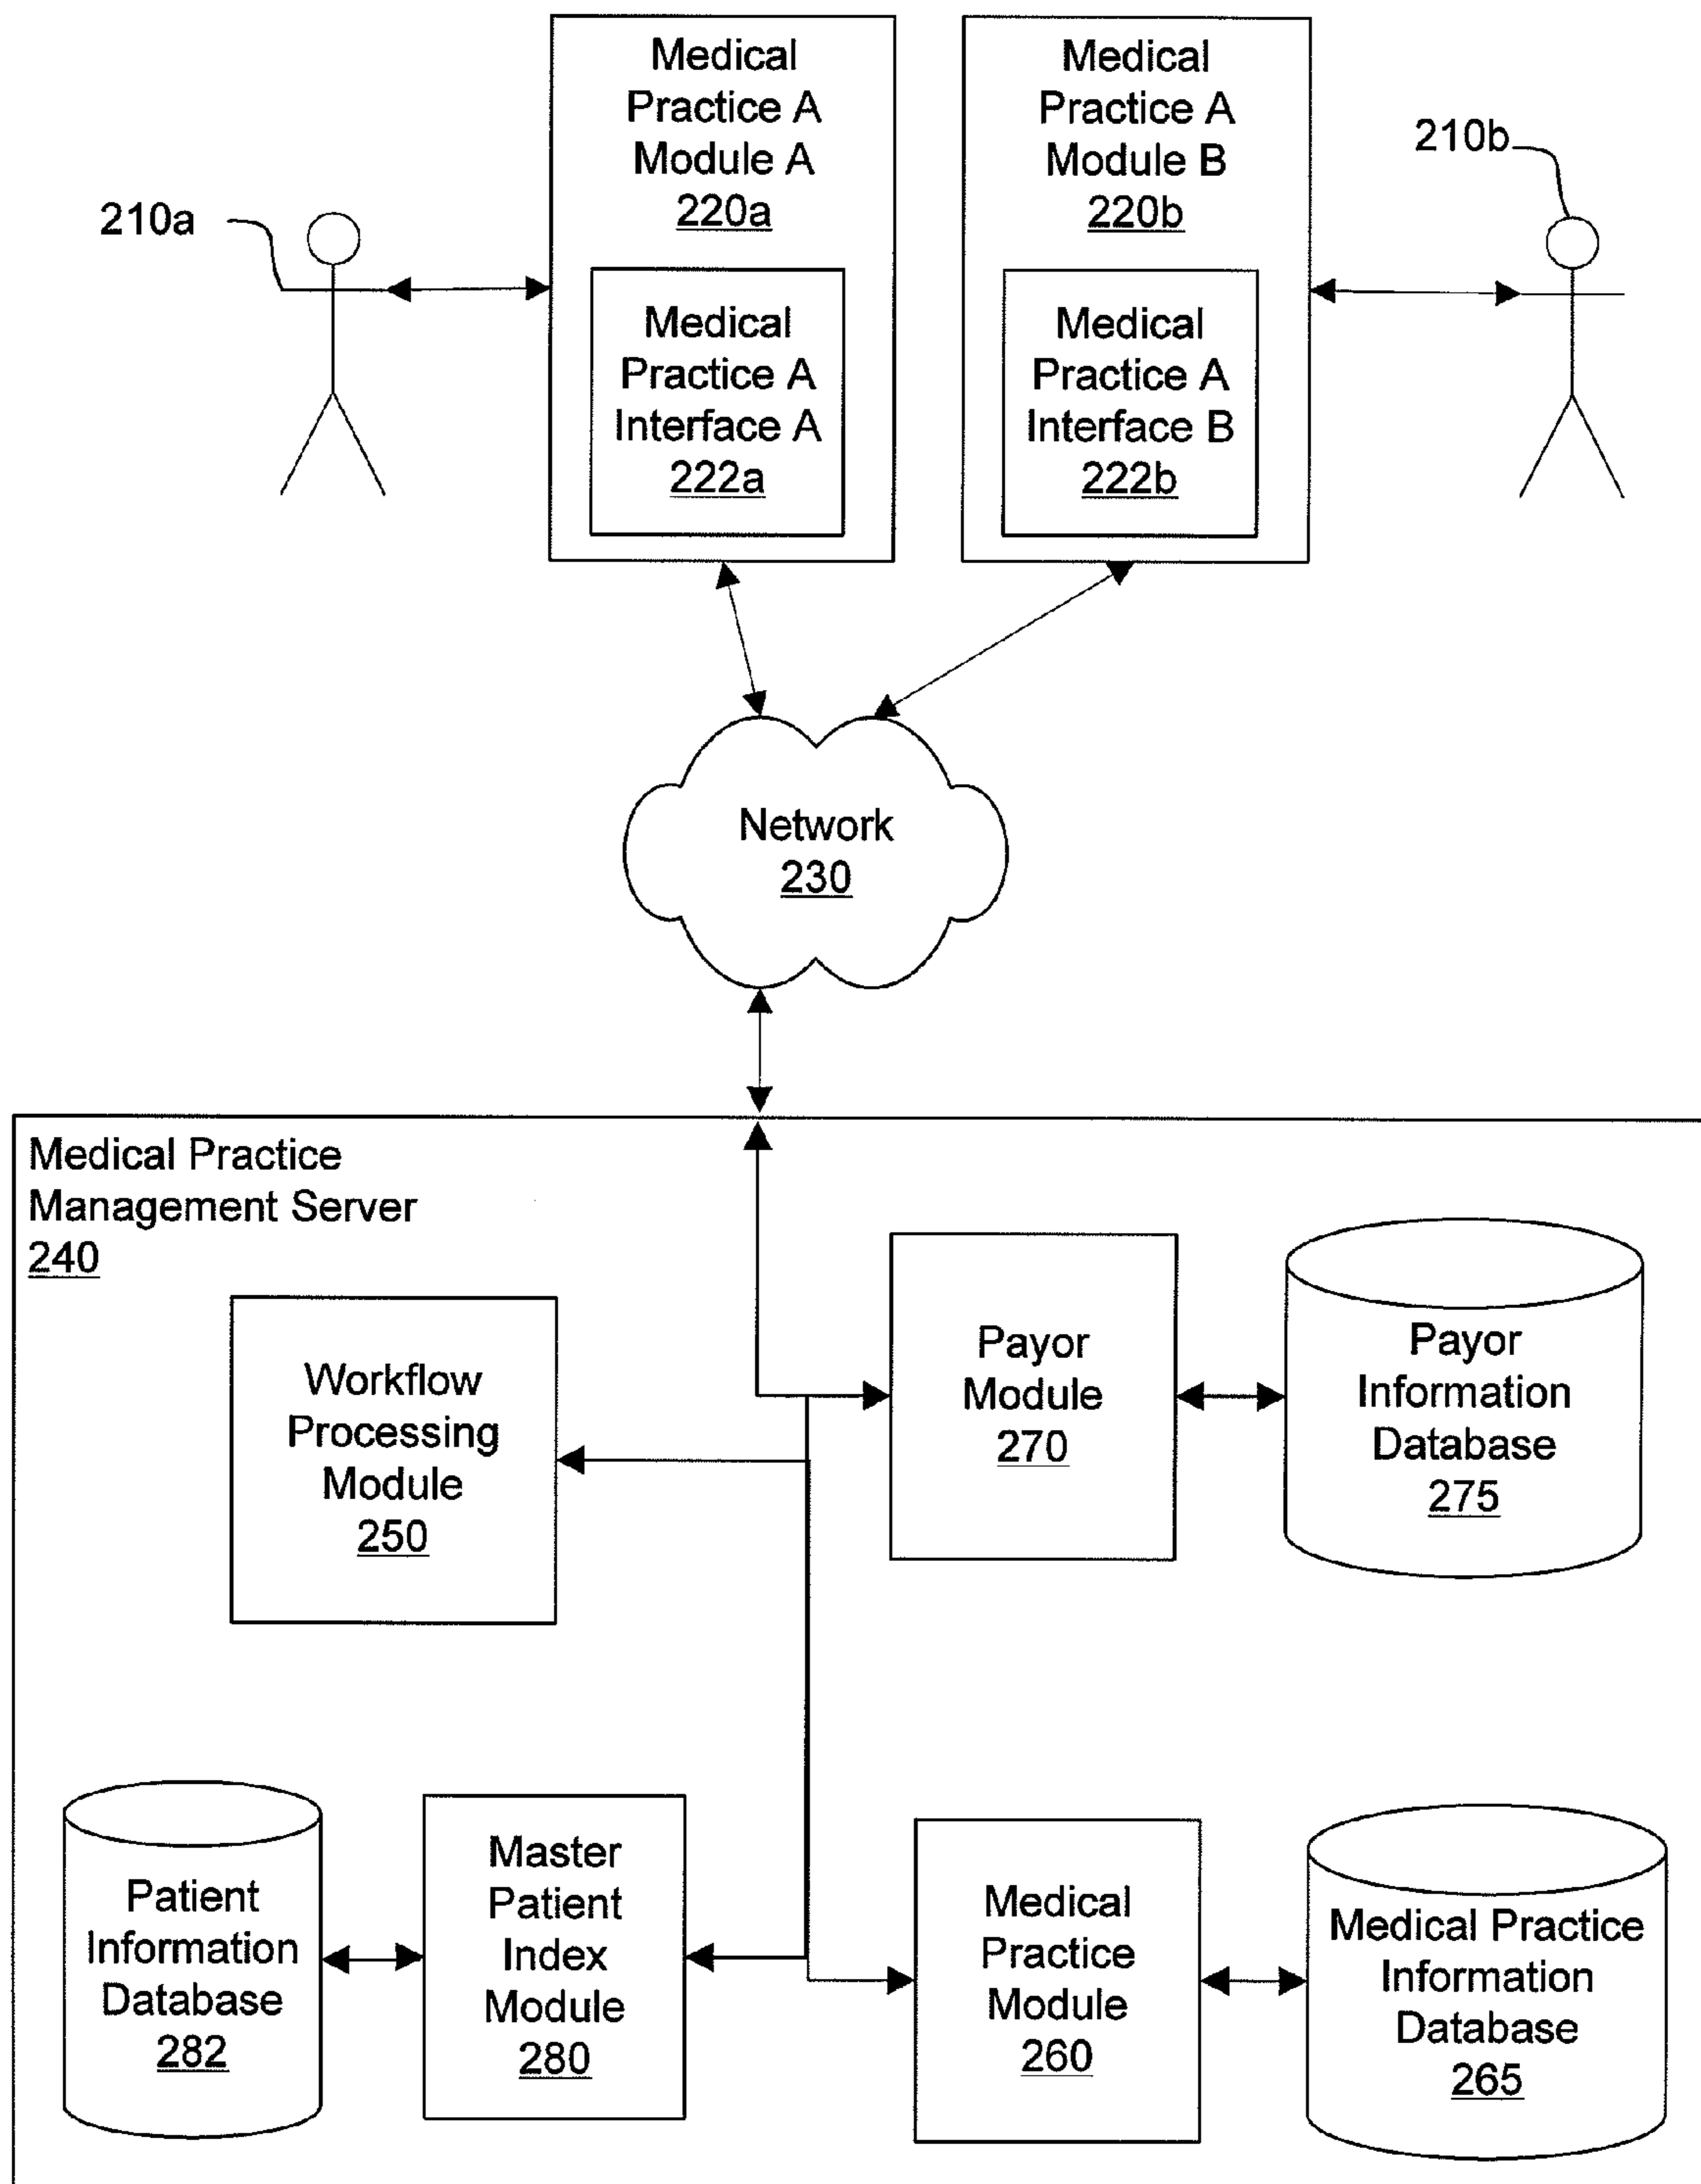 Medical
Practice A
Module A
220a
Medical
Practice A
Interface A
222a
Medical
Practice A
Module B
220b
Medical
Practice A
Interface B
222b
210a
210b
Network
230
Medical Practice
Management Server
240
Workflow
Processing
Module
250
Payor
Module
270
Payor
Information
Database
275
Patient
Information
Database
282
Master
Patient
Index
Module
280
Medical
Practice
Module
260
Medical Practice
Information
Database
265